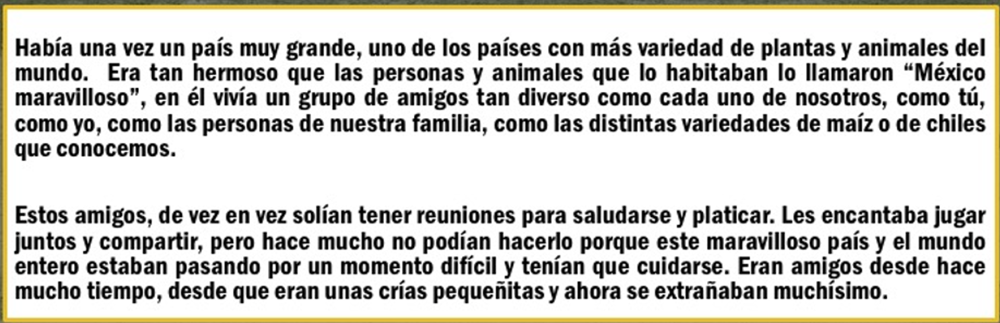 Había una vez un país muy grande, uno de los países con más variedad de plantas y animales del
mundo.  Era tan hermoso que las personas y animales que lo habitaban lo llamaron “México
maravilloso”, en él vivía un grupo de amigos tan diverso como cada uno de nosotros, como tú,
como yo, como las personas de nuestra familia, como las distintas variedades de maíz o de chiles
que conocemos.
Estos amigos, de vez en vez solían tener reuniones para saludarse y platicar. Les encantaba jugar
juntos y compartir, pero hace mucho no podían hacerlo porque este maravilloso país y el mundo
entero estaban pasando por un momento difícil y tenían que cuidarse. Eran amigos desde hace
mucho tiempo, desde que eran unas crías pequeñitas y ahora se extrañaban muchísimo.